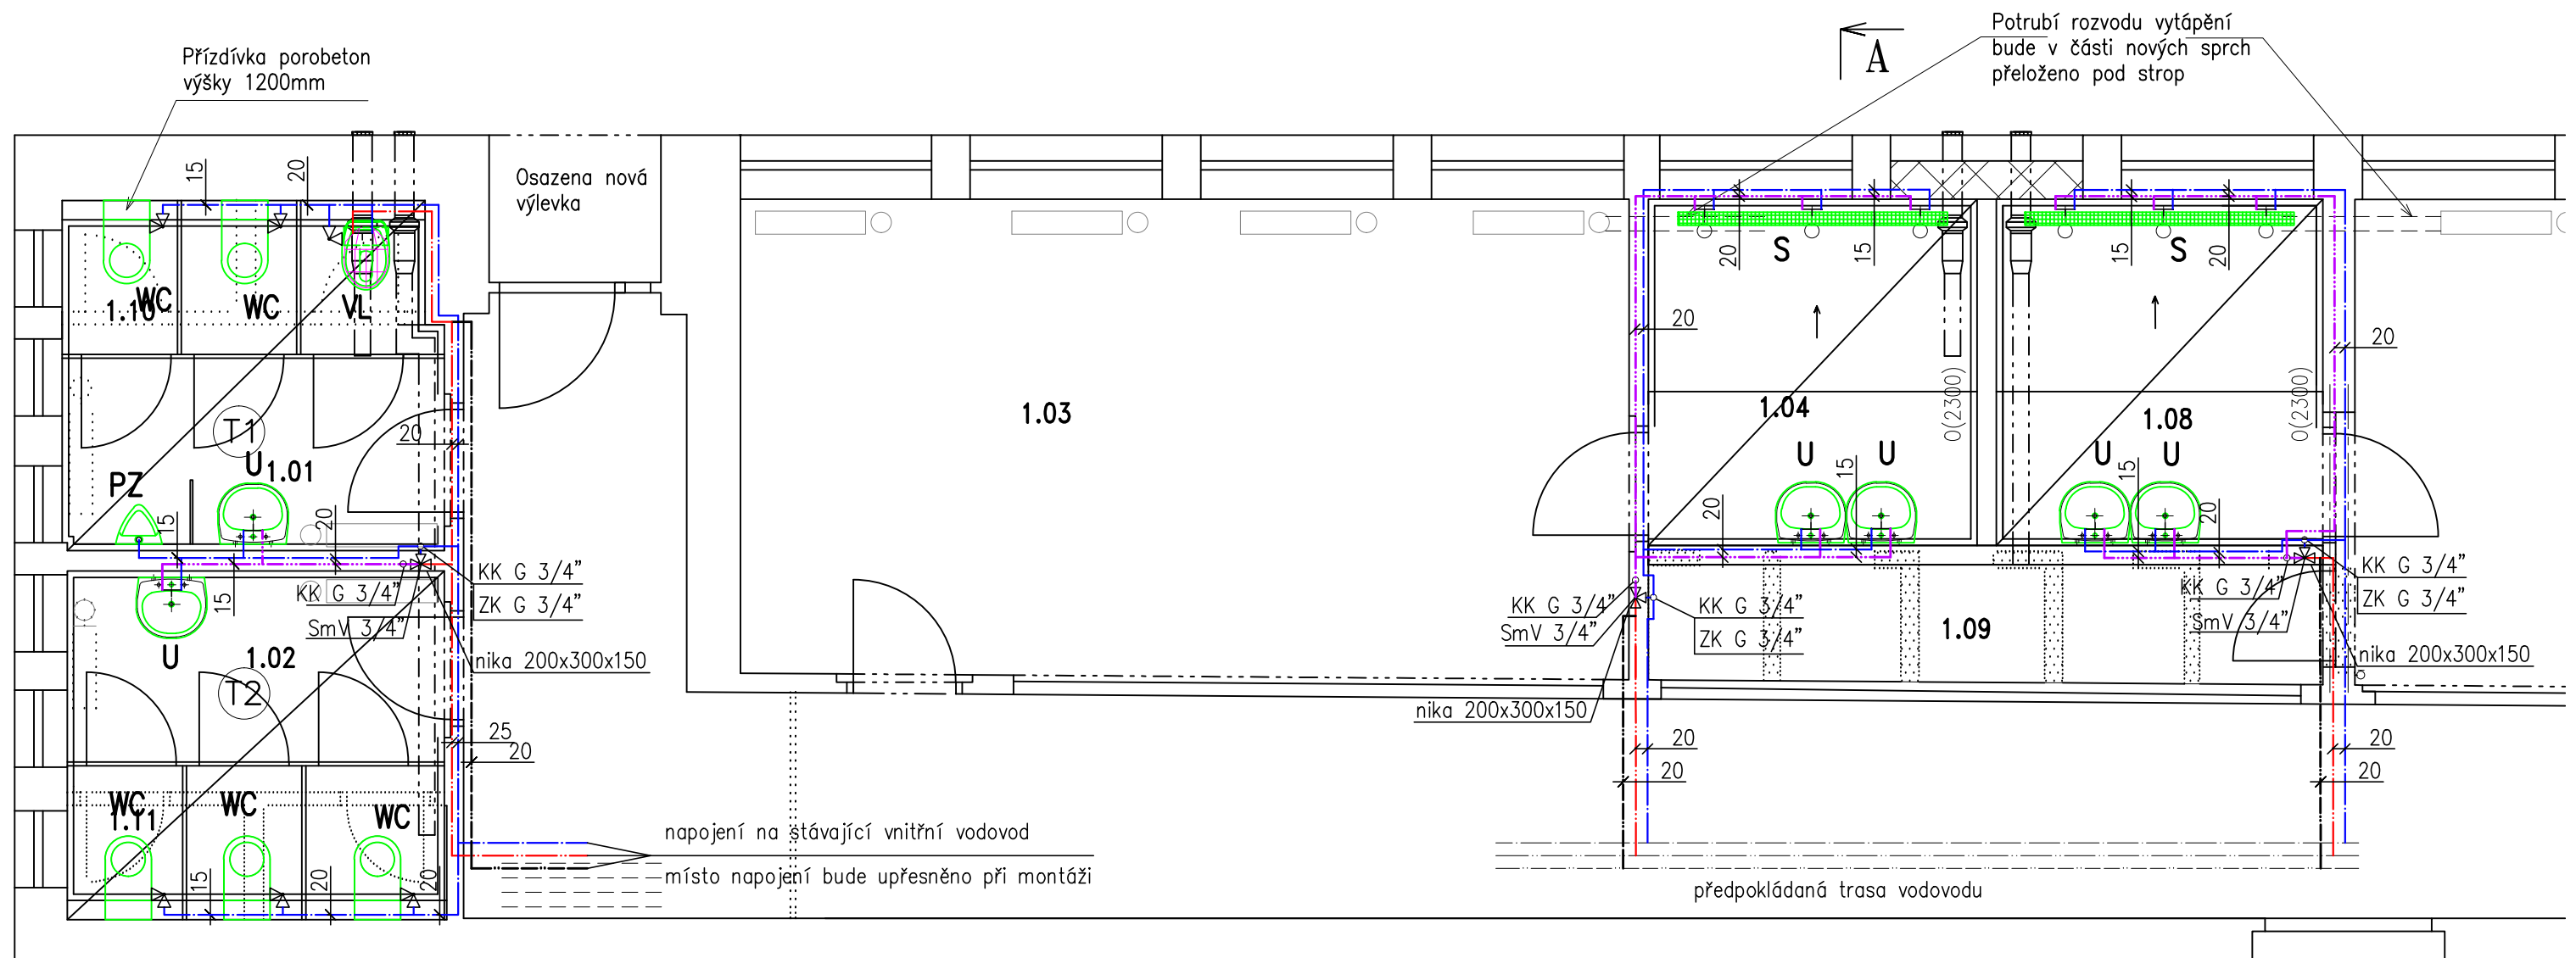 Přízdívka porobeton
výšky 1200mm
Potrubí rozvodu vytápění
bude v části nových sprch
přeloženo pod strop
A
Osazena nová
výlevka
15
20
WC
1.10
WC
VL
T1
20
U
1.01
PZ
15
20
15
KK G 3/4"
KK G 3/4"
ZK G 3/4"
SmV 3/4"
nika 200x300x150
U
1.02
T2
25
20
WC
1.11
WC
WC
15
20
20
napojení na stávající vnitřní vodovod
místo napojení bude upřesněno při montáži
1.03
20
S
20
15
1.04
O(2300)
U
U
15
20
S
15
20
20
1.08
O(2300)
U
U
15
20
KK G 3/4"
SmV 3/4"
KK G 3/4"
ZK G 3/4"
nika 200x300x150
1.09
KK G 3/4"
SmV 3/4"
KK G 3/4"
ZK G 3/4"
nika 200x300x150
20
20
20
20
předpokládaná trasa vodovodu